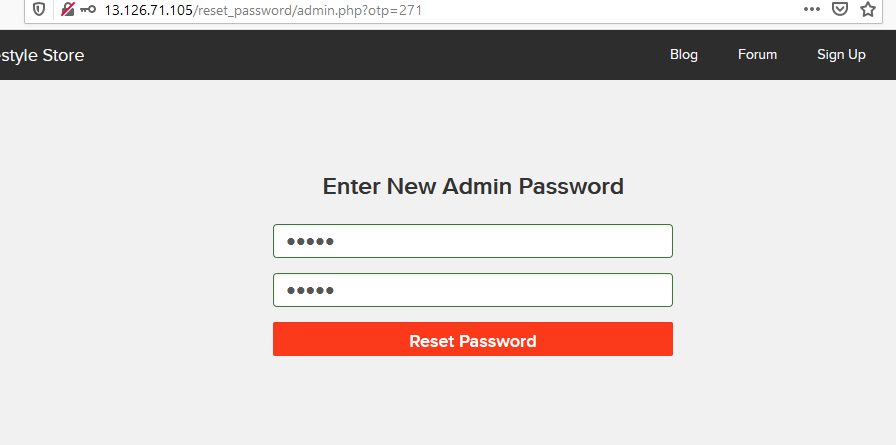 13.126.71.105/reset_password/admin.php?otp=271
style Store
Blog Forum Sign Up
Enter New Admin Password
●●●●●
●●●●●
Reset Password